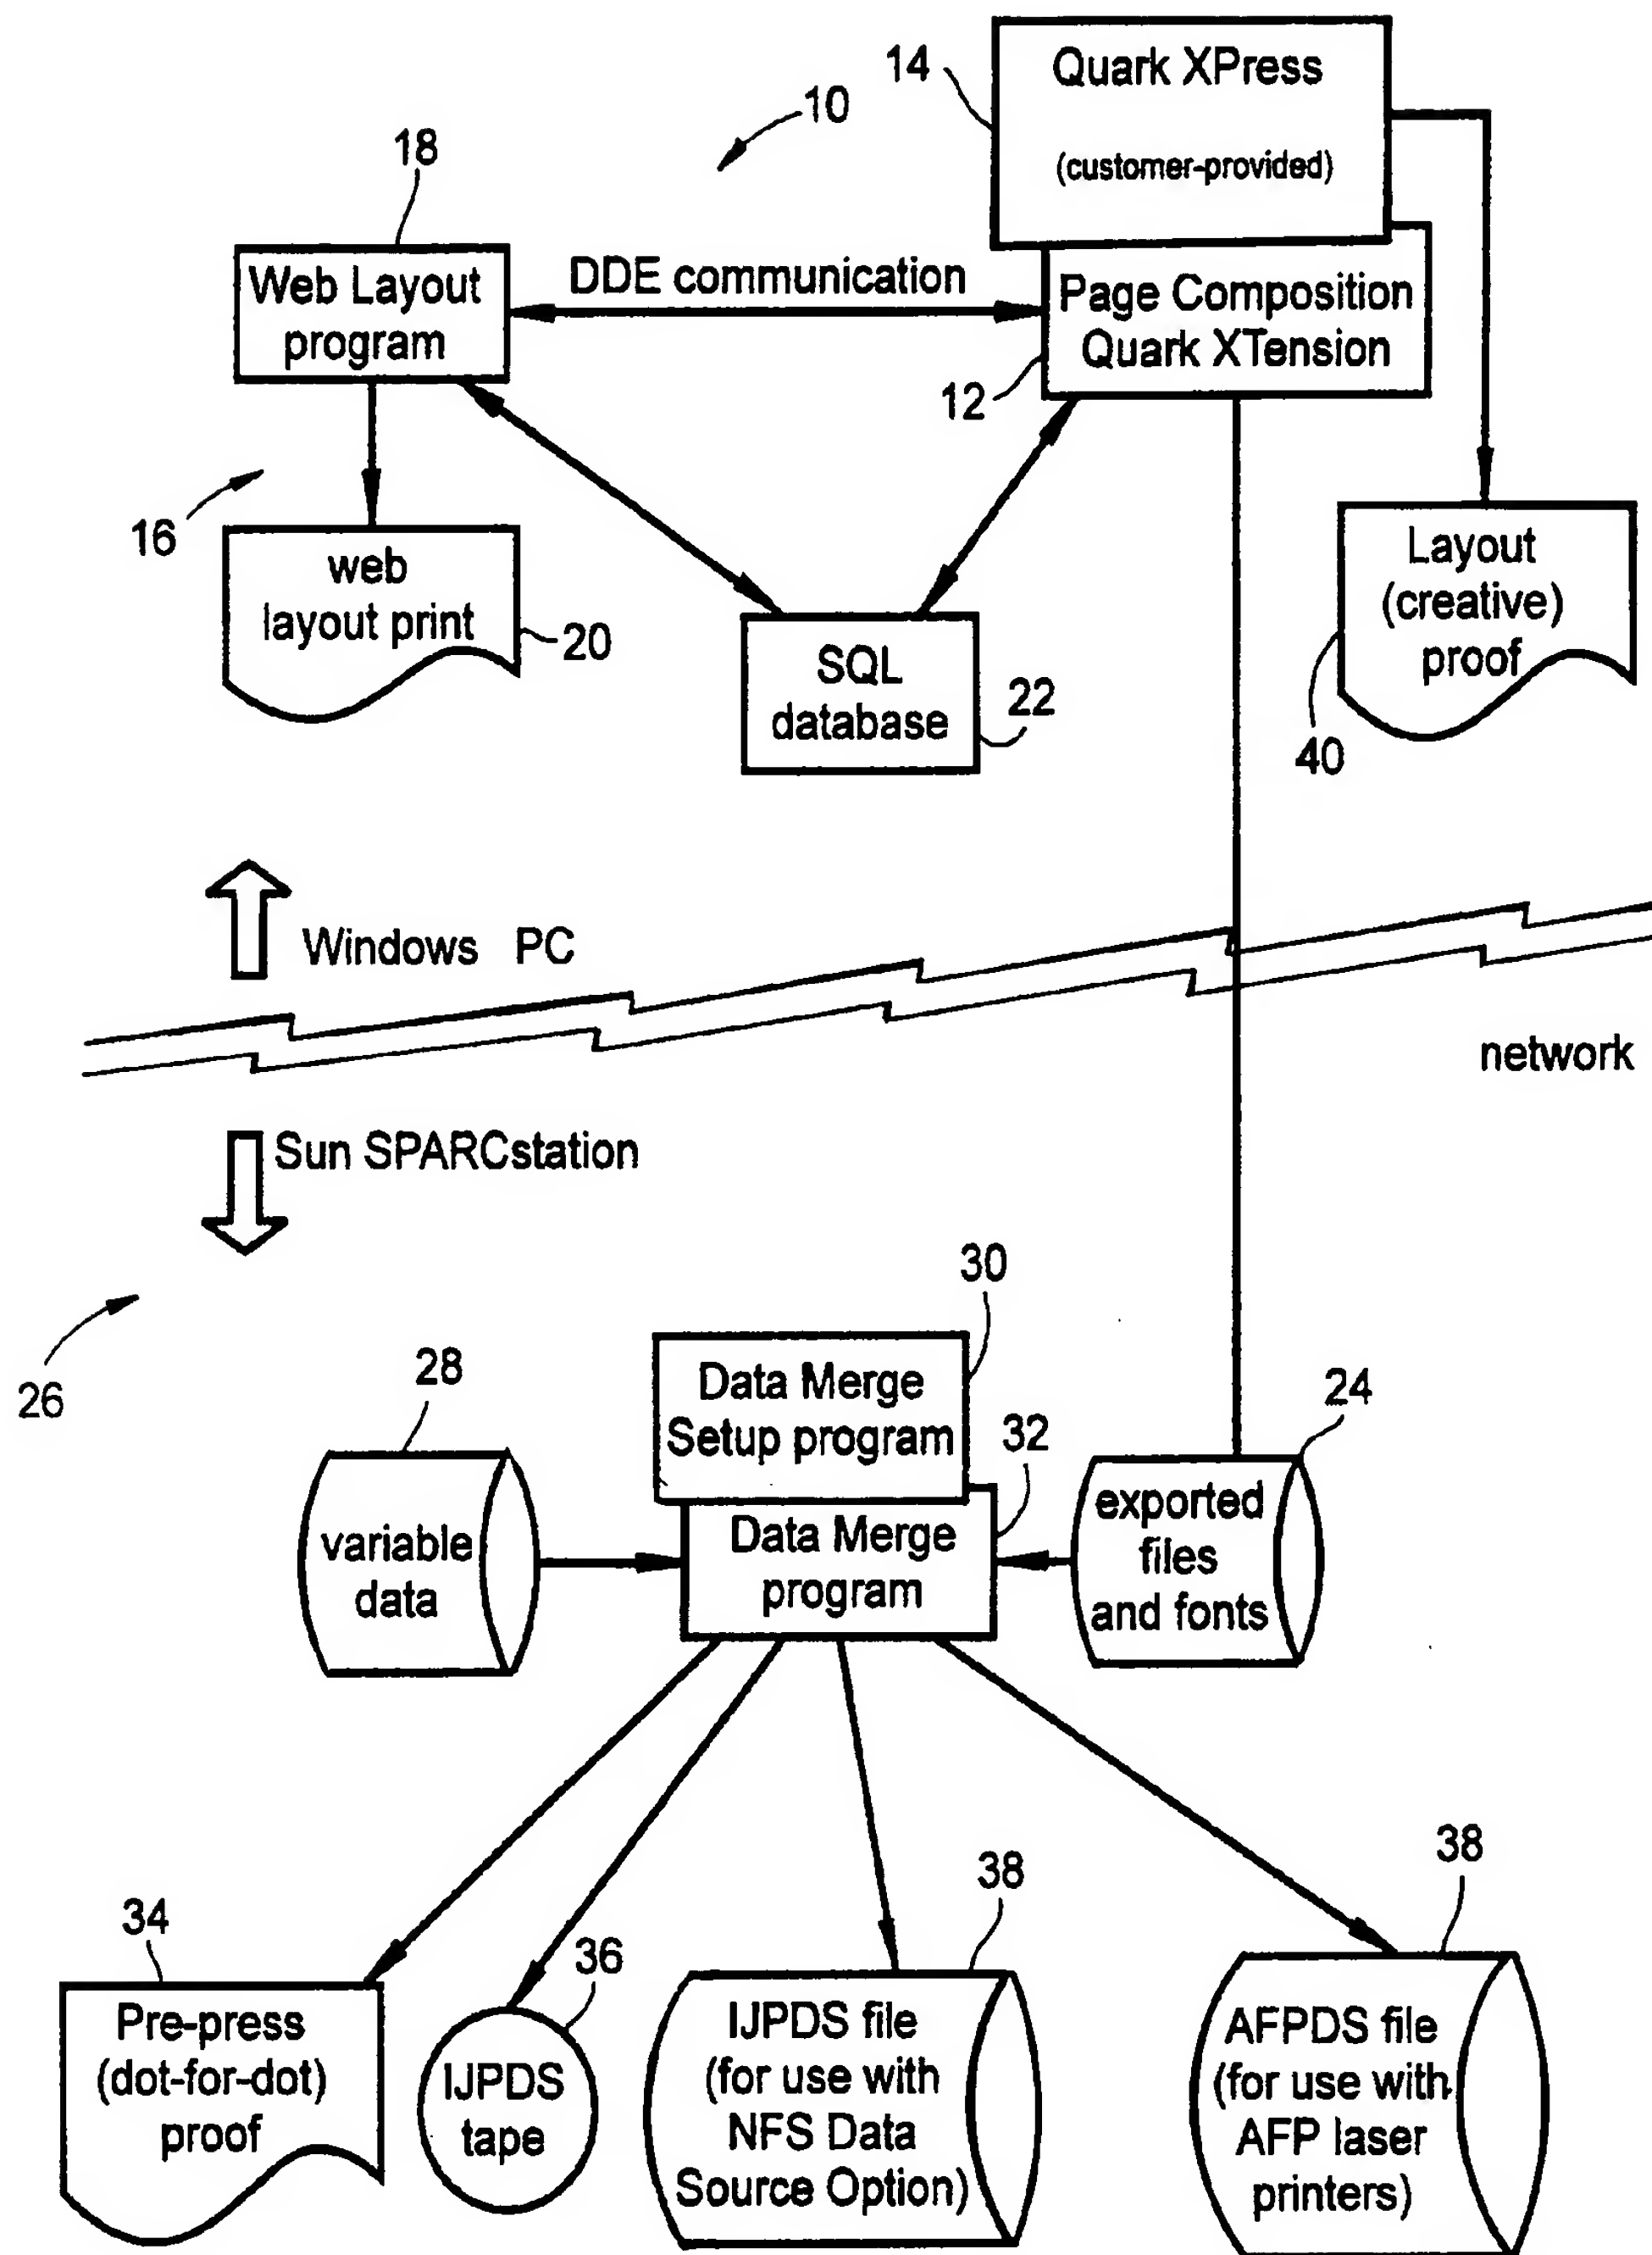 14
Quark XPress
(customer-provided)
10
18
Web Layout
program
DDE communication
Page Composition
Quark XTension
12
16
web
layout print
20
SQL
database
22
Layout
(creative)
proof
40
Windows PC
network
Sun SPARCstation
26
30
28
Data Merge
Setup program
32
24
variable
data
Data Merge
program
exported
files
and fonts
34
36
38
38
Pre-press
(dot-for-dot)
proof
IJPDS
tape
IJPDS file
(for use with
NFS Data
Source Option)
AFPDS file
(for use with
AFP laser
printers)